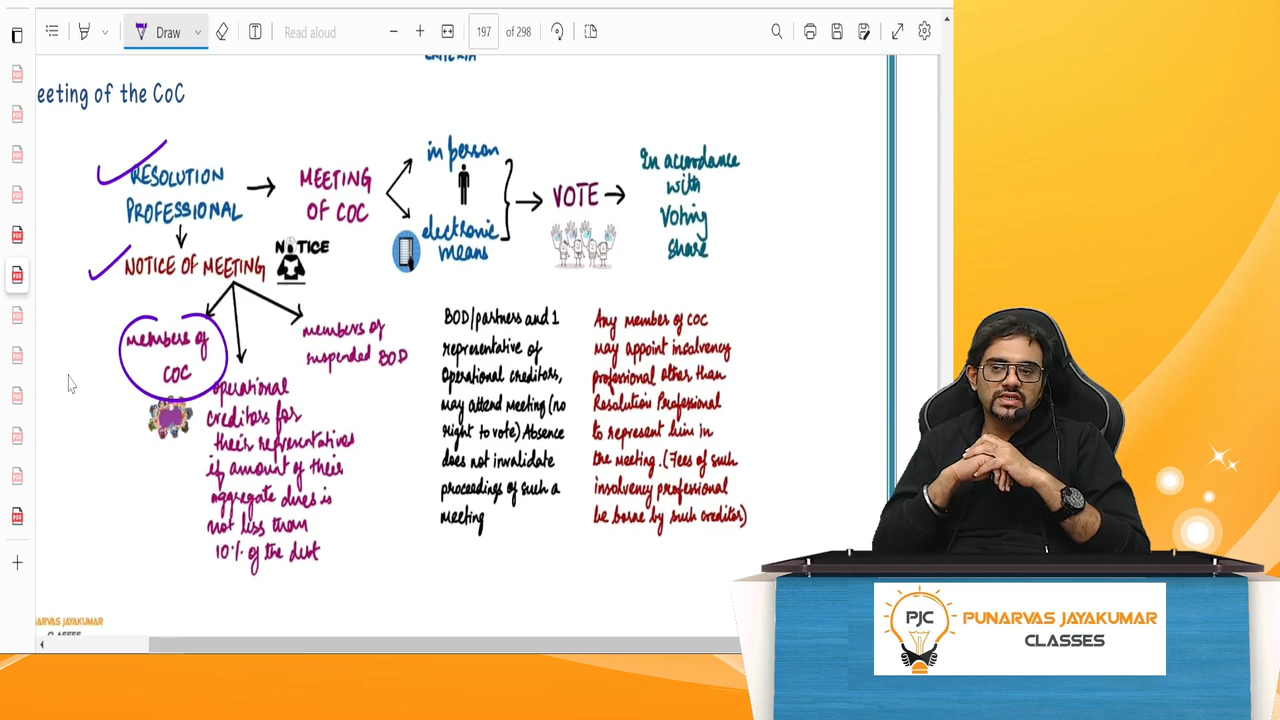 Draw
Read aloud
197
of 298
CRITERIA
eeting of the CoC
RESOLUTION
PROFESSIONAL
MEETING
OF COC
in person
electronic
means
VOTE
In accordance
with
Voting
share
NOTICE OF MEETING
NOTICE
members of
COC
members of
suspended BOD
operational
creditors for
their representatives
if amount of their
aggregate dues is
not less than
10% of the debt
BOD/partners and 1
representative of
operational creditors,
may attend meeting (no
right to vote) Absence
does not invalidate
proceedings of such a
meeting
Any member of COC
may appoint insolvency
professional other than
Resolution Professional
to represent him in
the meeting. (Fees of such
insolvency professional
be borne by such creditor)
NARVAS JAYAKUMAR
CLASSES
PJC
PUNARVAS JAYAKUMAR
CLASSES